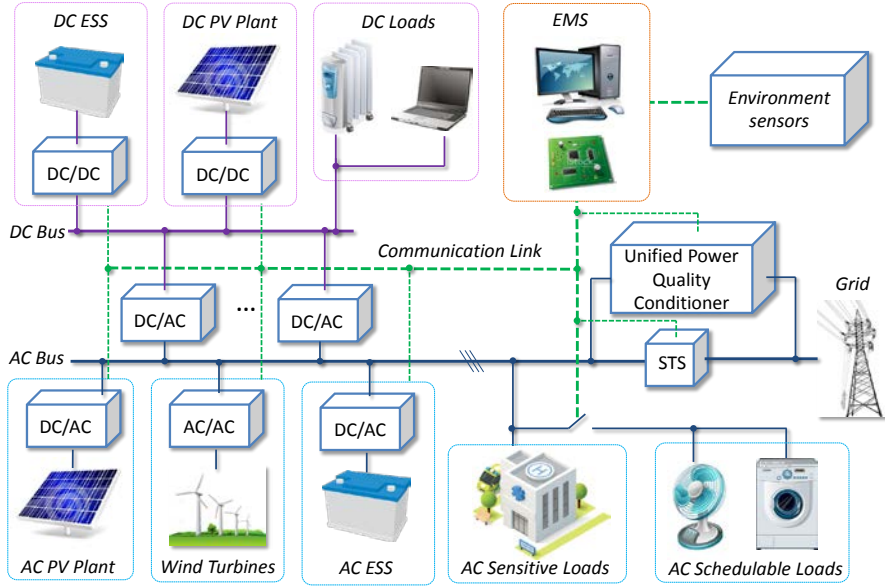 DC ESS
DC PV Plant
DC Loads
EMS
Environment
sensors
DC/DC
DC/DC
DC Bus
Communication Link
Unified Power
Quality
Conditioner
Grid
DC/AC
...
DC/AC
AC Bus
STS
DC/AC
AC/AC
DC/AC
H
AC PV Plant
Wind Turbines
AC ESS
AC Sensitive Loads
AC Schedulable Loads